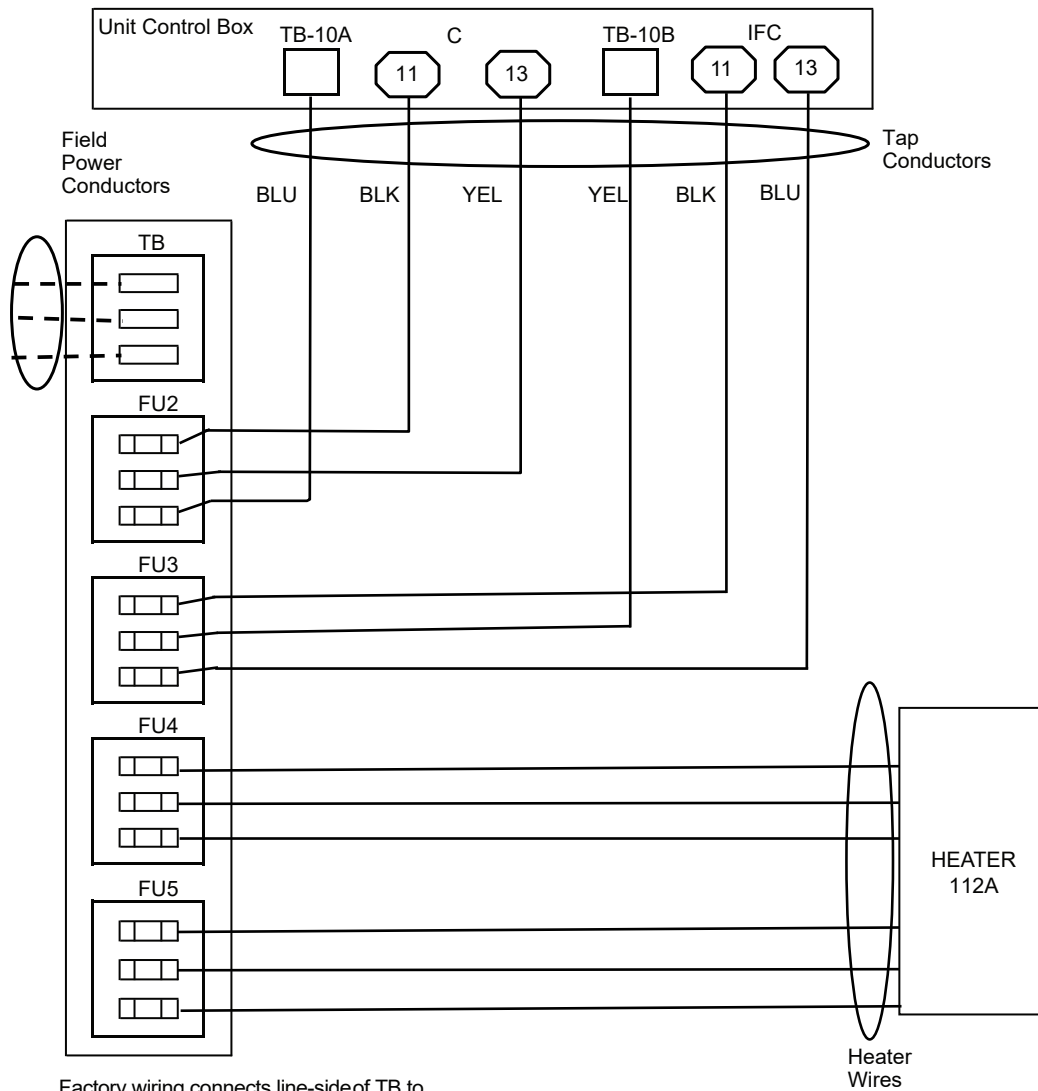 Unit Control Box
TB-10A
C
TB-10B
IFC
11
13
11
13
Field
Power
Conductors
Tap
Conductors
BLU
BLK
YEL
YEL
BLK
BLU
TB
FU2
FU3
FU4
FU5
HEATER
112A
Heater
Wires
Factory wiring connects line-side of TB to